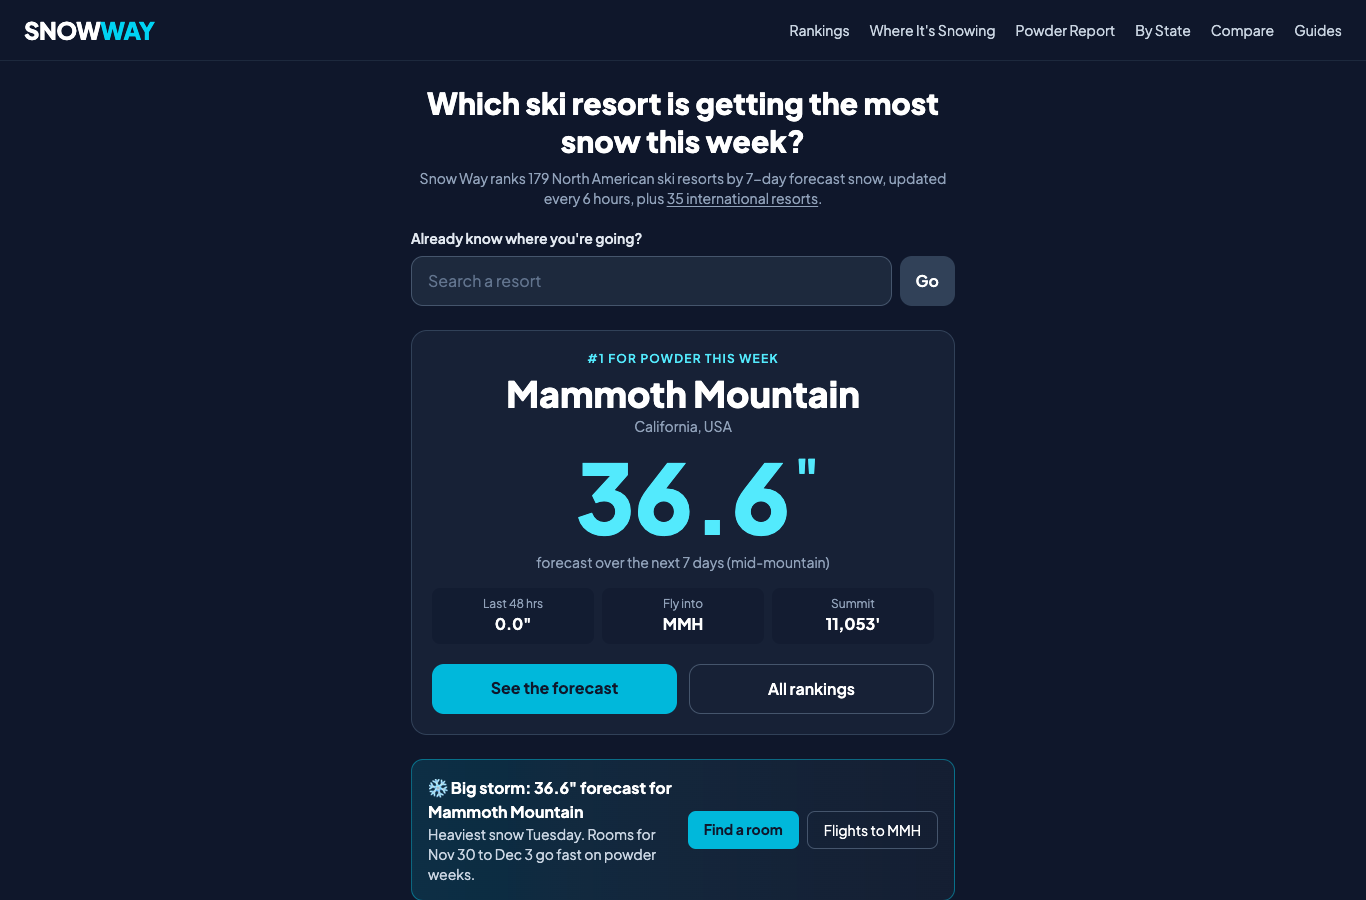 SNOWWAY
Rankings
Where It's Snowing
Powder Report
By State
Compare
Guides
Which ski resort is getting the most
snow this week?
Snow Way ranks 179 North American ski resorts by 7-day forecast snow, updated
every 6 hours, plus 35 international resorts.
Already know where you're going?
Search a resort
Go
#1 FOR POWDER THIS WEEK
Mammoth Mountain
California, USA
36.6"
forecast over the next 7 days (mid-mountain)
Last 48 hrs
0.0"
Fly into
MMH
Summit
11,053'
See the forecast
All rankings
❄️ Big storm: 36.6" forecast for
Mammoth Mountain
Heaviest snow Tuesday. Rooms for
Nov 30 to Dec 3 go fast on powder
weeks.
Find a room
Flights to MMH